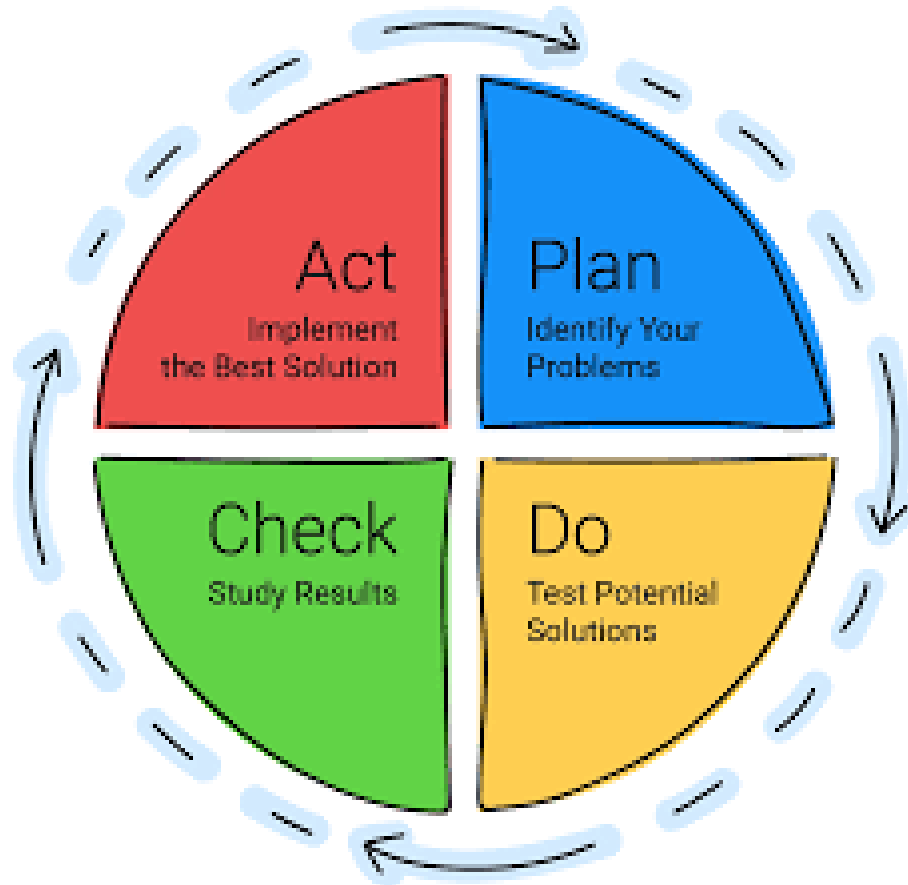 Act
Implement
the Best Solution
Plan
Identify Your
Problems
Check
Study Results
Do
Test Potential
Solutions